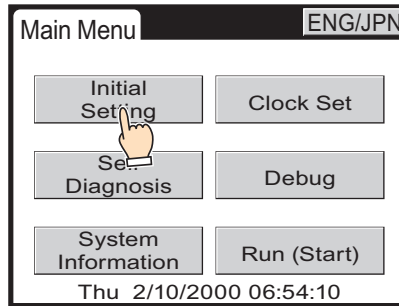 Main Menu
ENG/JPN
Initial
Setting
Clock Set
Self
Diagnosis
Debug
System
Information
Run (Start)
Thu 2/10/2000 06:54:10